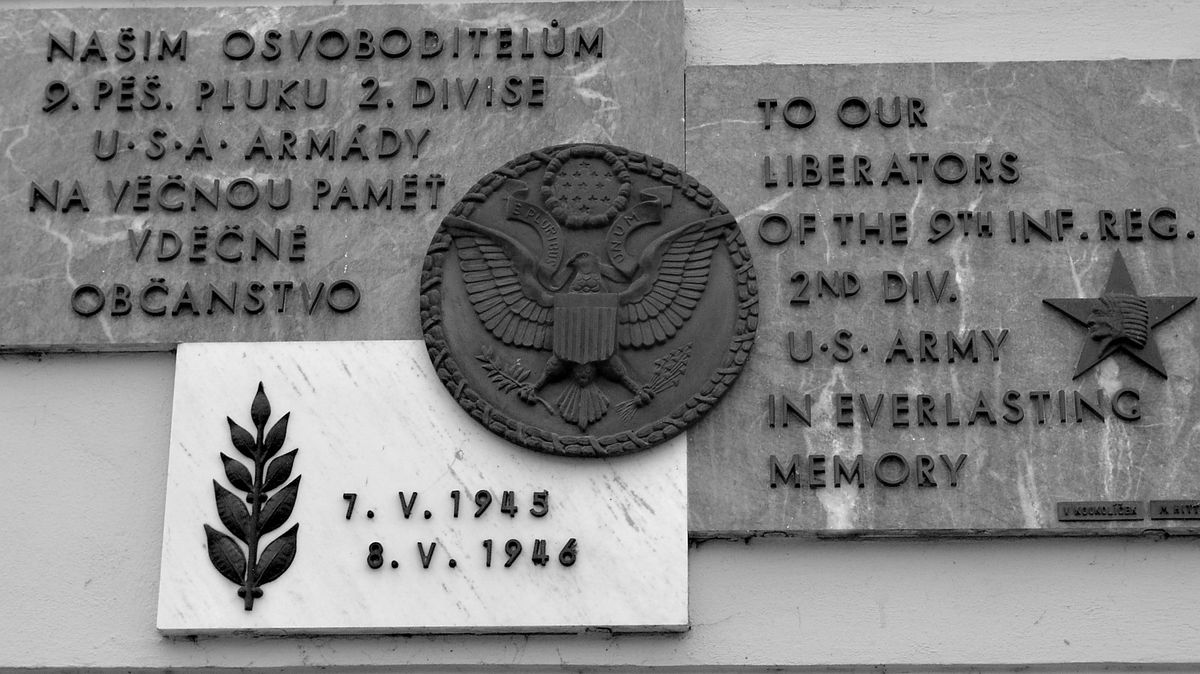 NAŠIM OSVOBODITELŮM
9. PĚŠ. PLUKU 2. DIVISE
U·S·A· ARMÁDY
NA VĚČNOU PAMĚŤ
VDĚČNÉ
OBČANSTVO
E PLURIBUS
UNUM
7. V. 1945
8. V. 1946
TO OUR
LIBERATORS
OF THE 9TH INF. REG.
2ND DIV.
U·S· ARMY
IN EVERLASTING
MEMORY